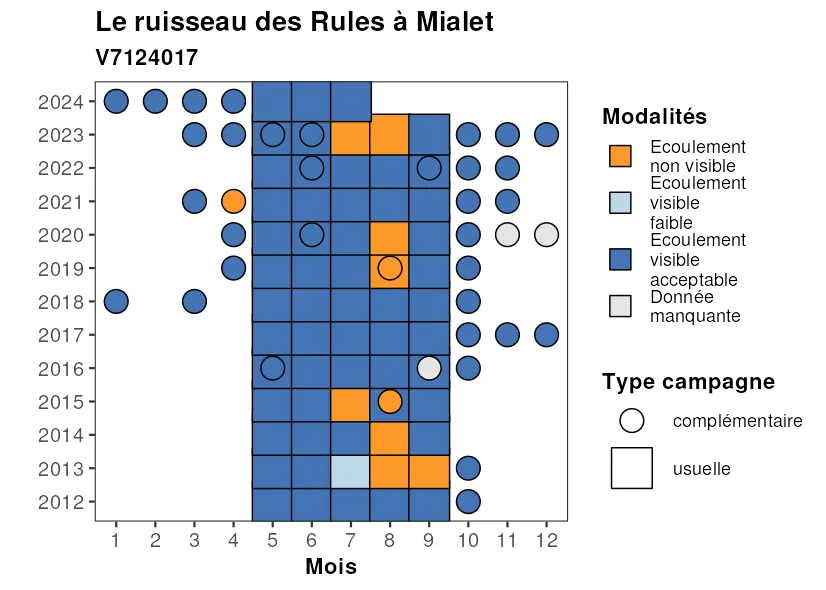 Le ruisseau des Rules à Mialet
V7124017
2024
2023
2022
2021
2020
2019
2018
2017
2016
2015
2014
2013
2012
1 2 3 4 5 6 7 8 9 10 11 12
Mois
Modalités
Ecoulement
non visible
Ecoulement
visible
faible
Ecoulement
visible
acceptable
Donnée
manquante
Type campagne
complémentaire
usuelle